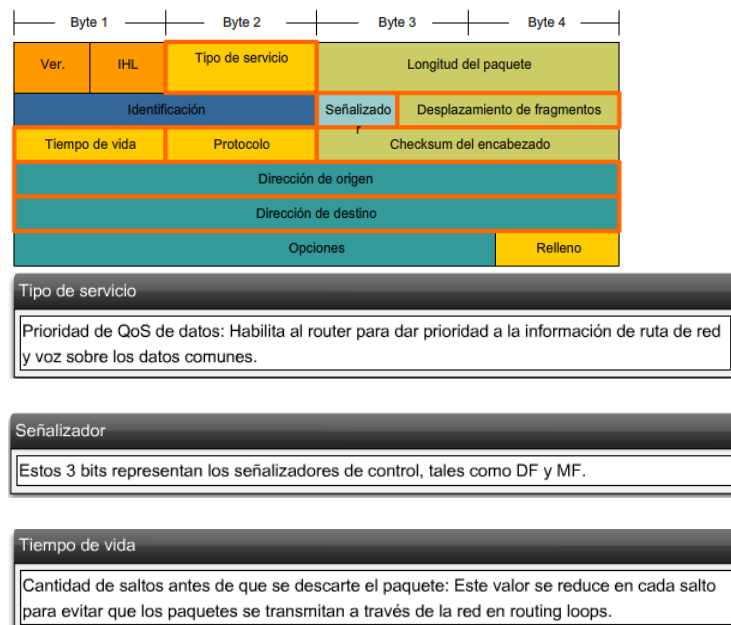 Byte 1 Byte 2 Byte 3 Byte 4
Ver. IHL Tipo de servicio Longitud del paquete
Identificación Señalizado Desplazamiento de fragmentos
r
Tiempo de vida Protocolo Checksum del encabezado
Dirección de origen
Dirección de destino
Opciones Relleno
Tipo de servicio
Prioridad de QoS de datos: Habilita al router para dar prioridad a la información de ruta de red
y voz sobre los datos comunes.
Señalizador
Estos 3 bits representan los señalizadores de control, tales como DF y MF.
Tiempo de vida
Cantidad de saltos antes de que se descarte el paquete: Este valor se reduce en cada salto
para evitar que los paquetes se transmitan a través de la red en routing loops.